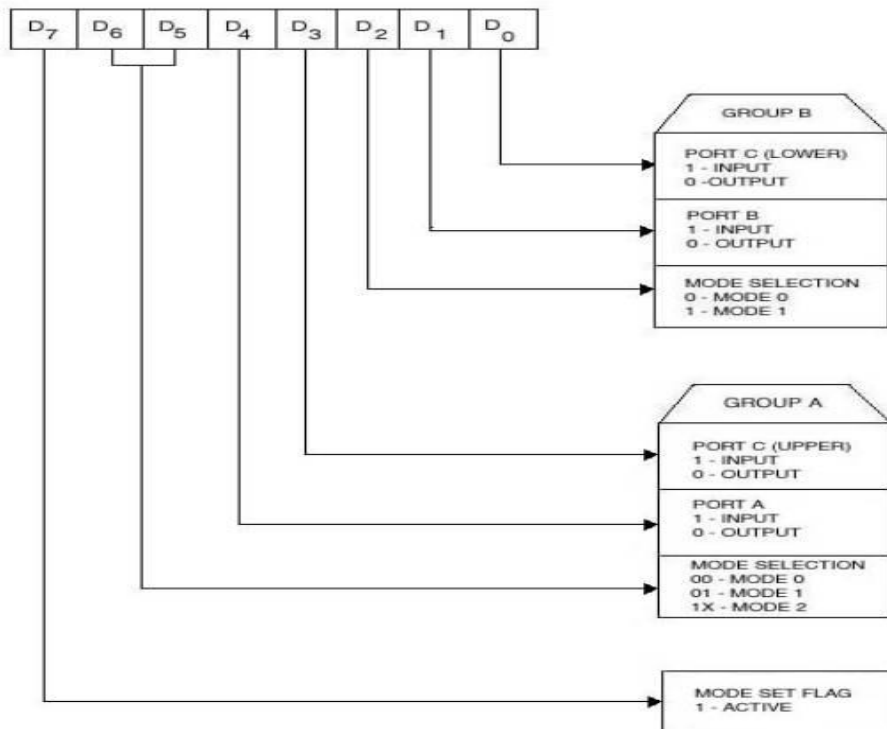 D7 D6 D5 D4 D3 D2 D1 D0
GROUP B
PORT C (LOWER)
1 - INPUT
0 -OUTPUT
PORT B
1 - INPUT
0 - OUTPUT
MODE SELECTION
0 - MODE 0
1 - MODE 1
GROUP A
PORT C (UPPER)
1 - INPUT
0 - OUTPUT
PORT A
1 - INPUT
0 - OUTPUT
MODE SELECTION
00 - MODE 0
01 - MODE 1
1X - MODE 2
MODE SET FLAG
1 - ACTIVE